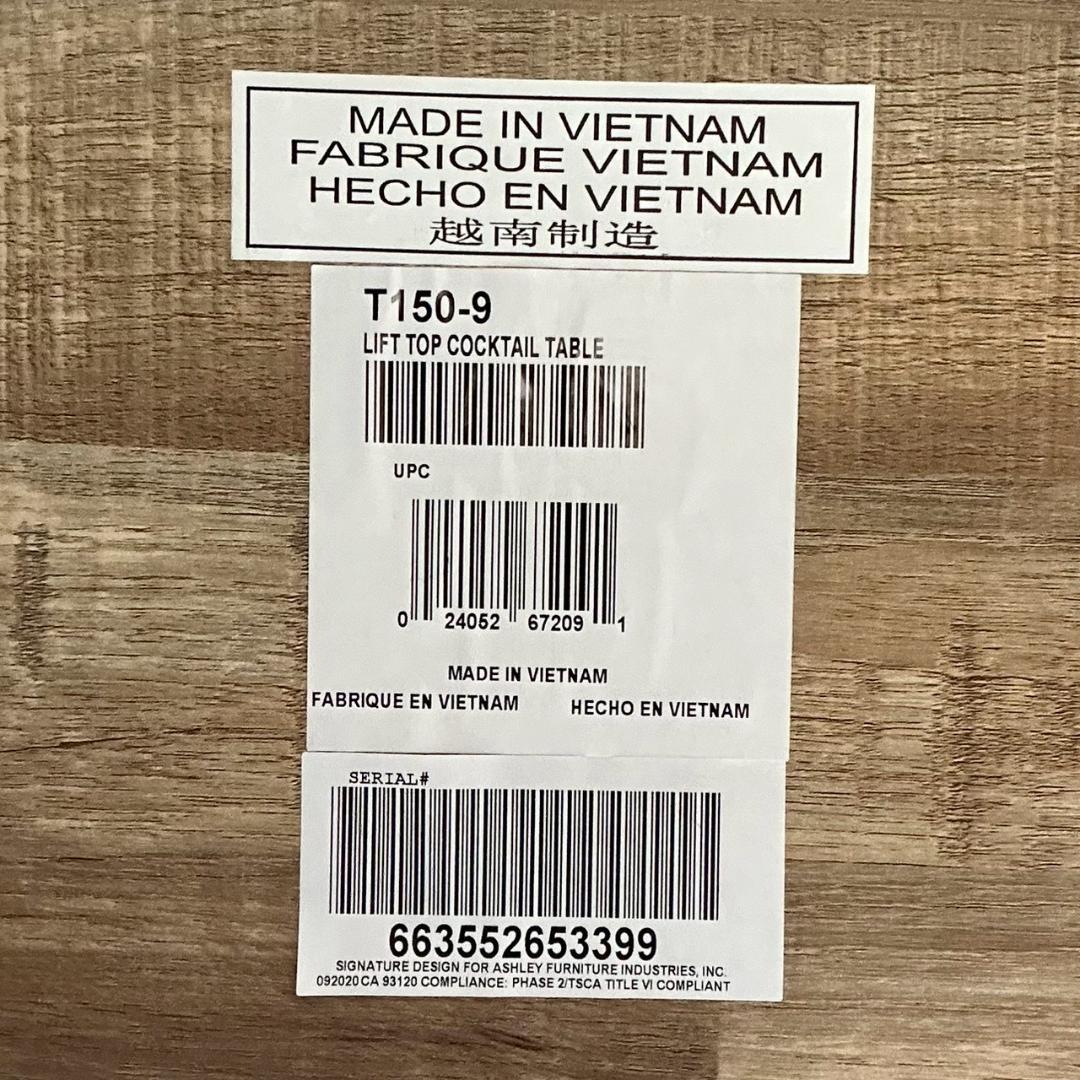 MADE IN VIETNAM
FABRIQUE VIETNAM
HECHO EN VIETNAM
越南制造
T150-9
LIFT TOP COCKTAIL TABLE
UPC
0 24052 67209 1
MADE IN VIETNAM
FABRIQUE EN VIETNAM HECHO EN VIETNAM
SERIAL#
663552653399
SIGNATURE DESIGN FOR ASHLEY FURNITURE INDUSTRIES, INC.
092020 CA 93120 COMPLIANCE: PHASE 2/TSCA TITLE VI COMPLIANT